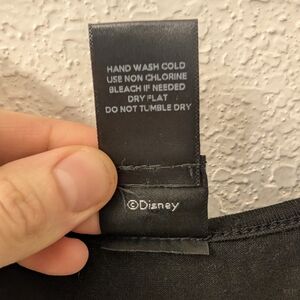 HAND WASH COLD
USE NON CHLORINE
BLEACH IF NEEDED
DRY FLAT
DO NOT TUMBLE DRY
©Disney